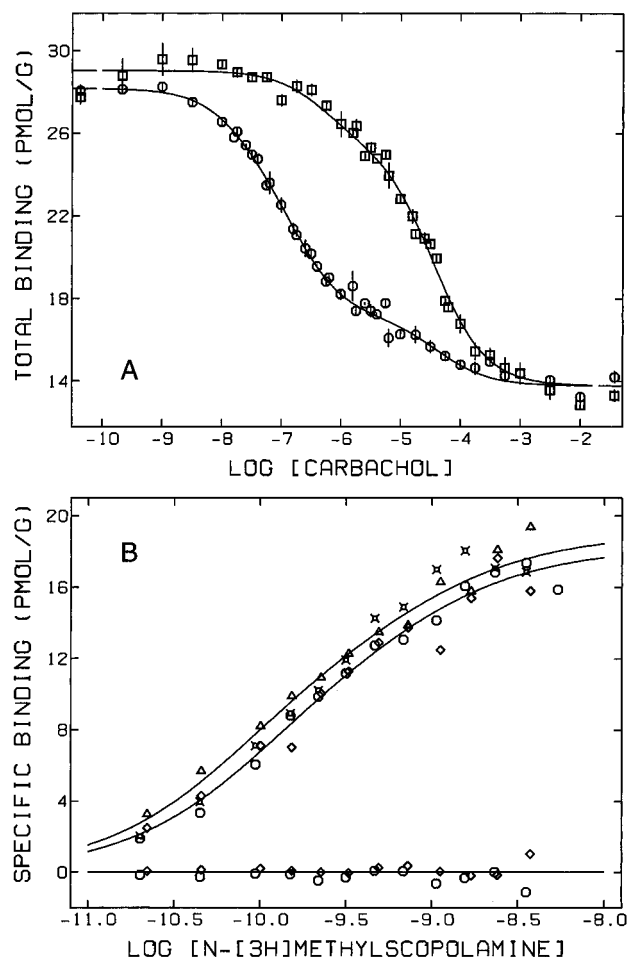 30
26
22
18
14
TOTAL BINDING (PMOL/G)
A
-10 -9 -8 -7 -6 -5 -4 -3 -2
LOG [CARBACHOL]
20
16
12
8
4
0
SPECIFIC BINDING (PMOL/G)
B
-11.0 -10.5 -10.0 -9.5 -9.0 -8.5 -8.0
LOG [N-[3H]METHYLSCOPOLAMINE]